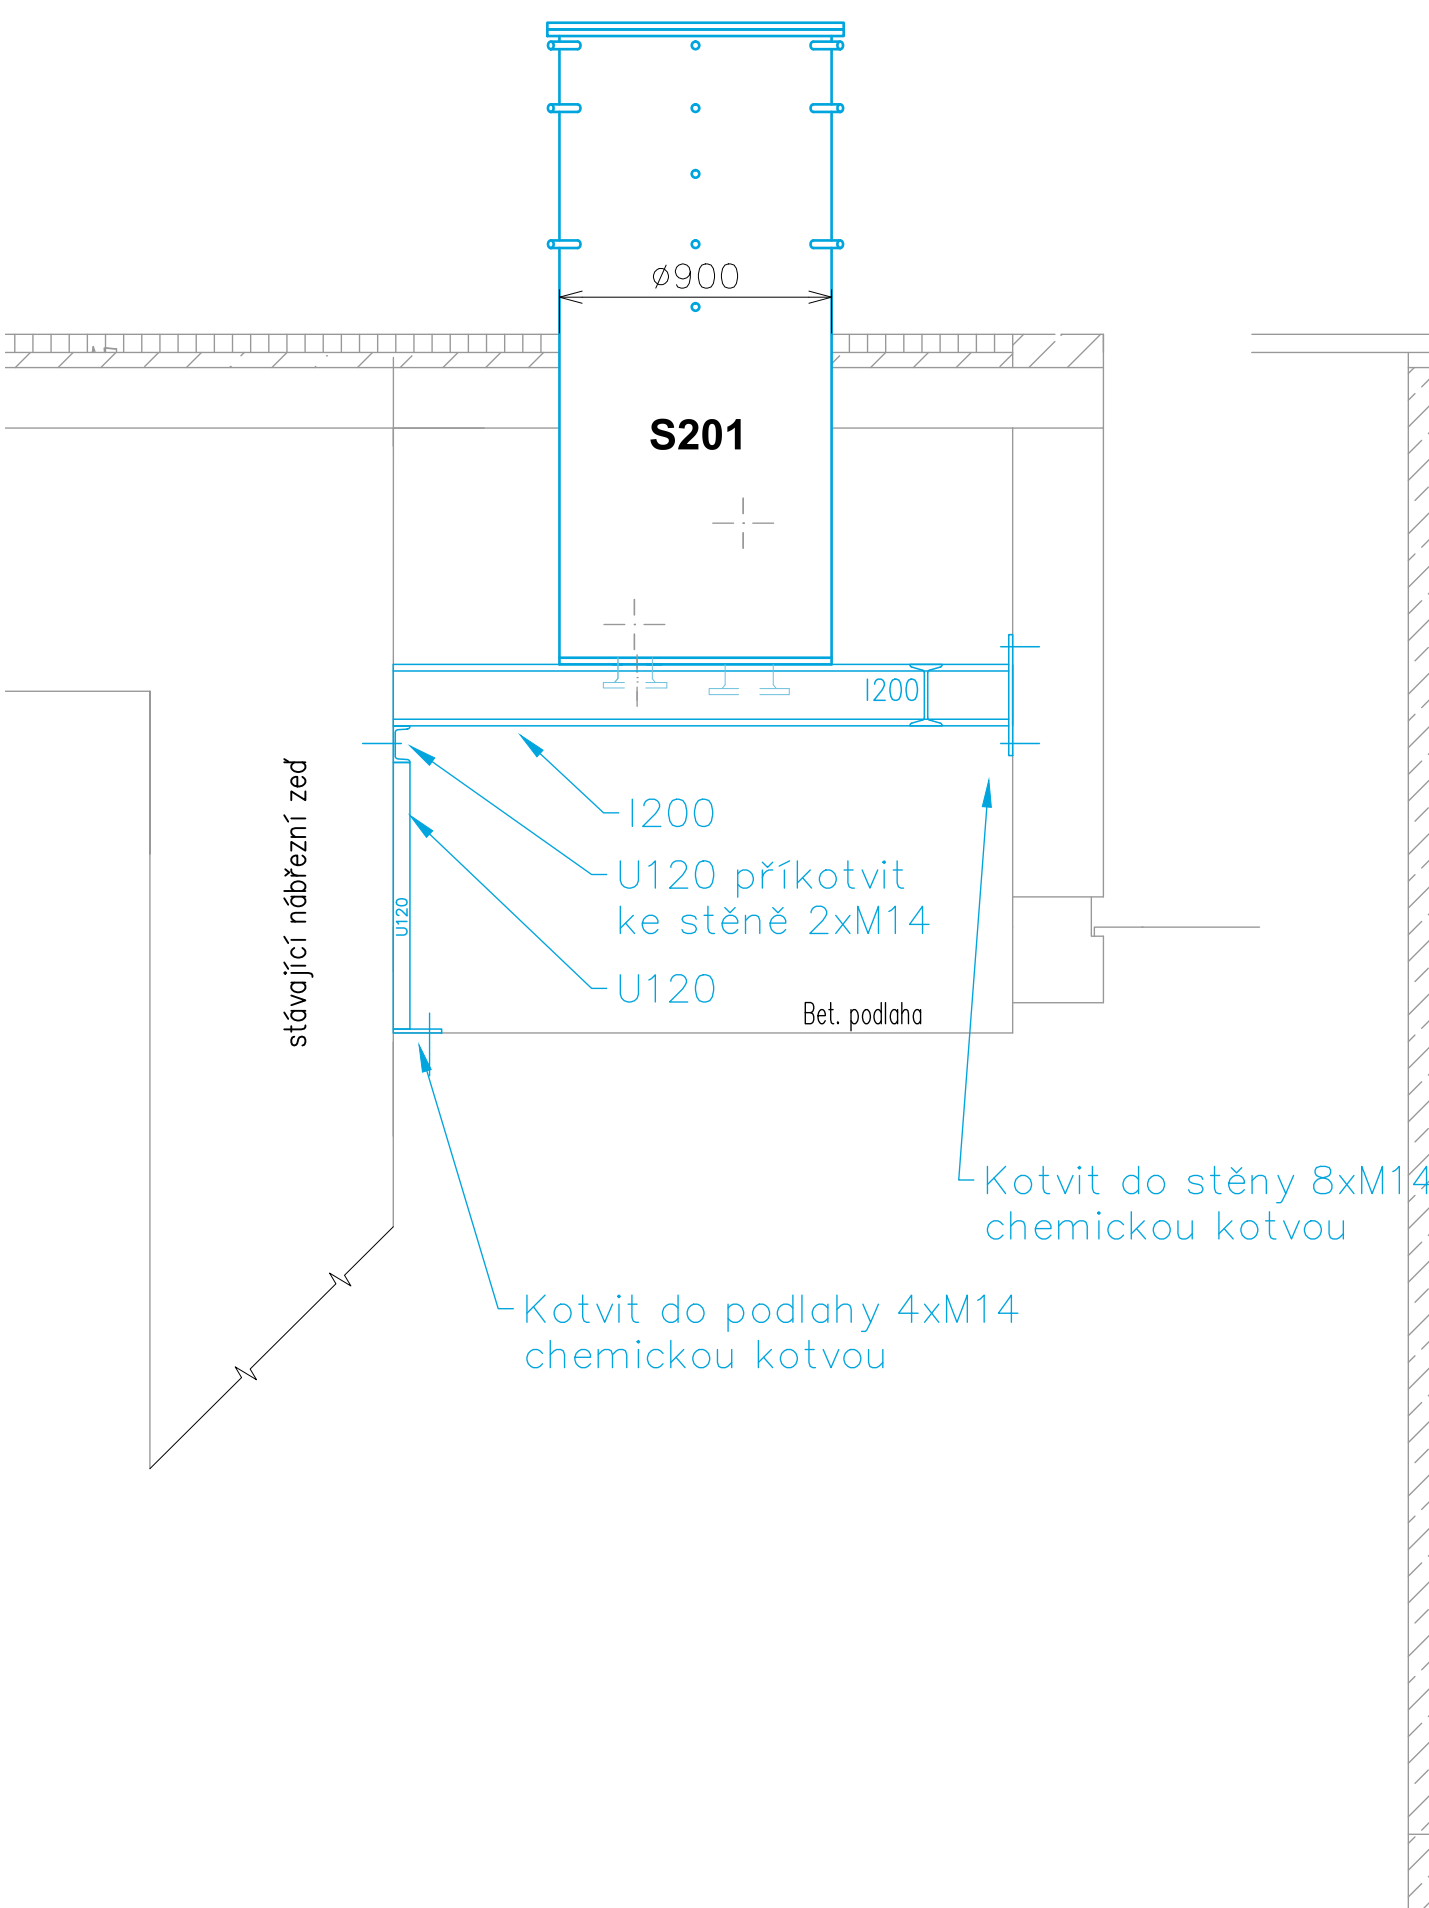 ø900
S201
I200
I200
U120 příkotvit
ke stěně 2xM14
U120
U120
stávající nábřezní zeď
Bet. podlaha
Kotvit do stěny 8xM14
chemickou kotvou
Kotvit do podlahy 4xM14
chemickou kotvou